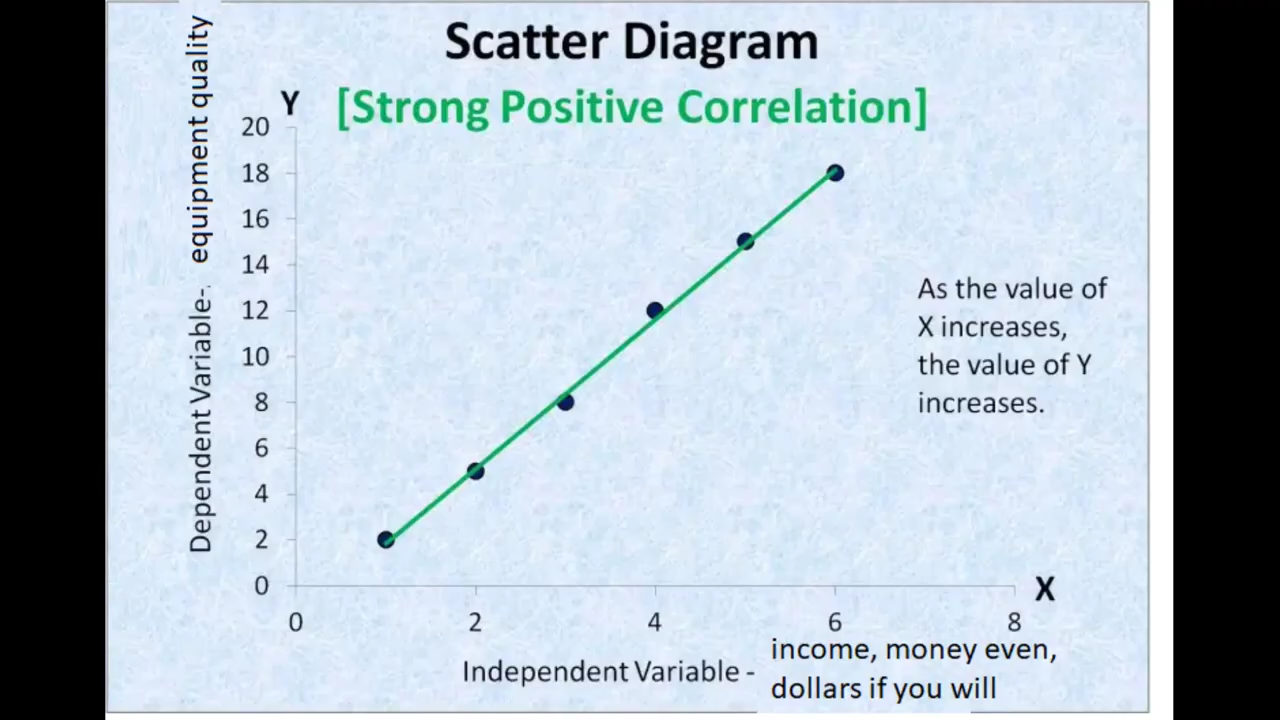 Scatter Diagram
[Strong Positive Correlation]
Y
20
18
16
14
12
10
8
6
4
2
0
Dependent Variable-. equipment quality
As the value of
X increases,
the value of Y
increases.
0 2 4 6 8
X
Independent Variable - income, money even,
dollars if you will